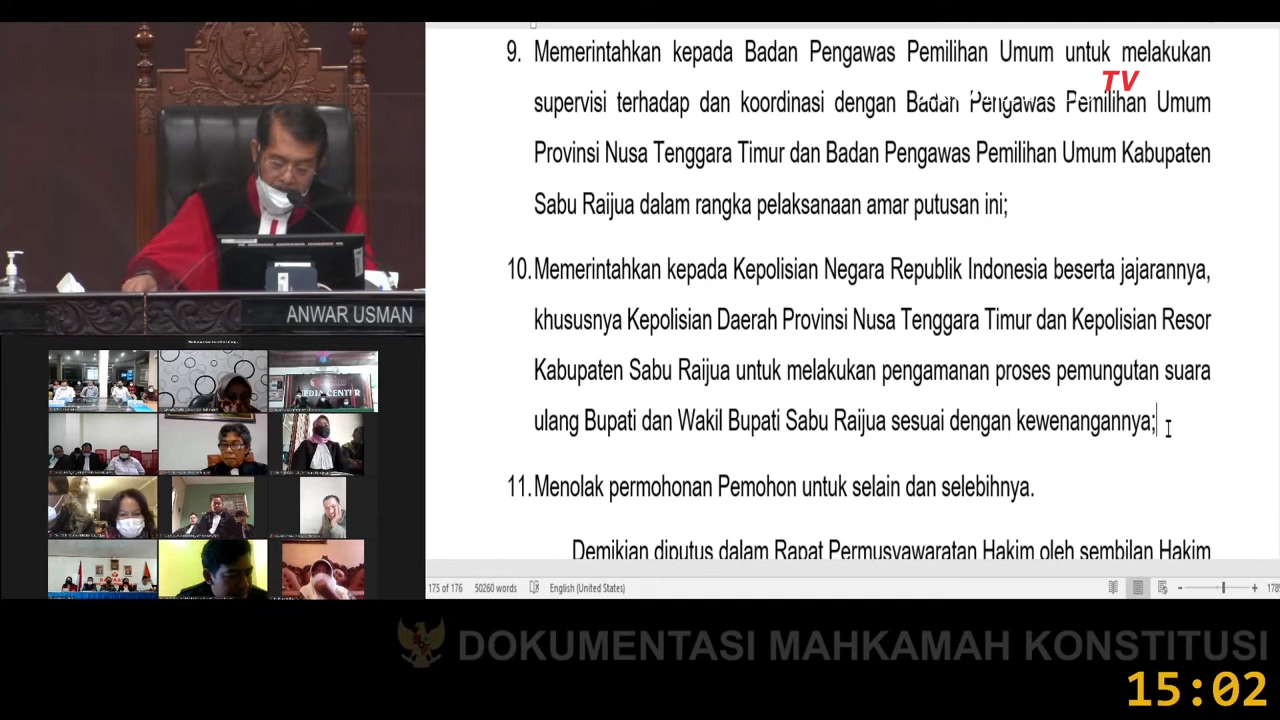 TV
9. Memerintahkan kepada Badan Pengawas Pemilihan Umum untuk melakukan
supervisi terhadap dan koordinasi dengan Badan Pengawas Pemilihan Umum
Provinsi Nusa Tenggara Timur dan Badan Pengawas Pemilihan Umum Kabupaten
Sabu Raijua dalam rangka pelaksanaan amar putusan ini;
10. Memerintahkan kepada Kepolisian Negara Republik Indonesia beserta jajarannya,
khususnya Kepolisian Daerah Provinsi Nusa Tenggara Timur dan Kepolisian Resor
Kabupaten Sabu Raijua untuk melakukan pengamanan proses pemungutan suara
ulang Bupati dan Wakil Bupati Sabu Raijua sesuai dengan kewenangannya;
11. Menolak permohonan Pemohon untuk selain dan selebihnya.
Demikian diputus dalam Rapat Permusyawaratan Hakim oleh sembilan Hakim
175 of 176 50260 words English (United States)
ANWAR USMAN
MEDIA CENTER
DOKUMENTASI MAHKAMAH KONSTITUSI
15:02